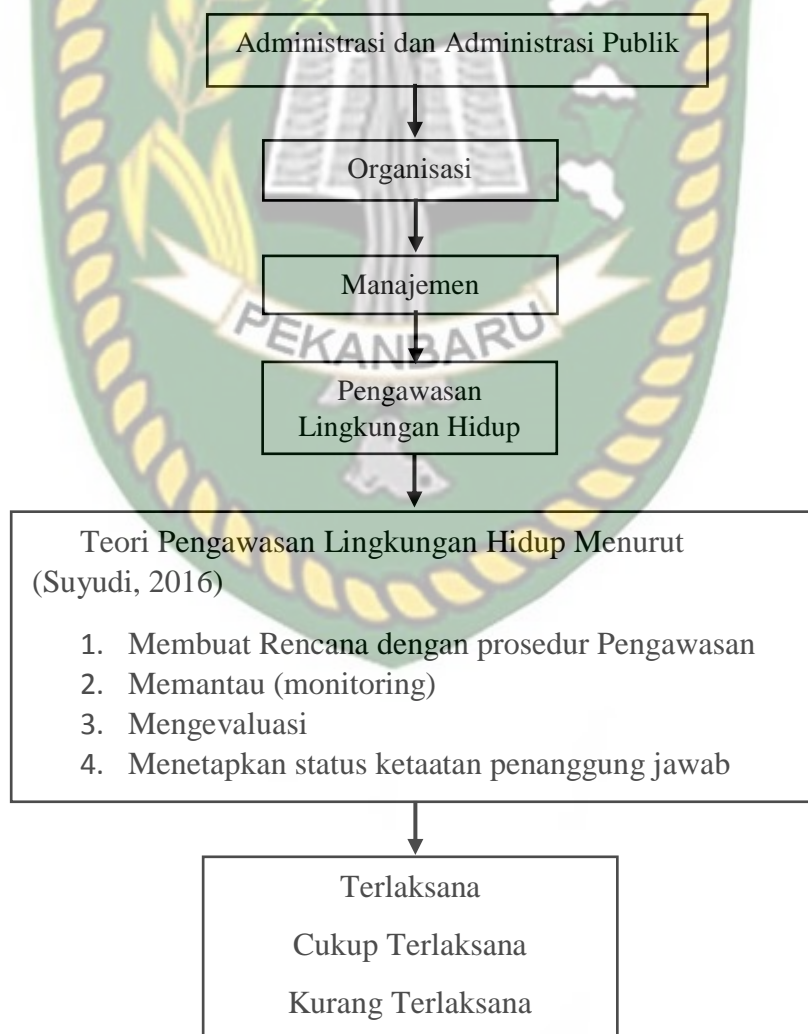 Administrasi dan Administrasi Publik
Organisasi
Manajemen
PEKANBARU
Pengawasan
Lingkungan Hidup
Teori Pengawasan Lingkungan Hidup Menurut
(Suyudi, 2016)
1. Membuat Rencana dengan prosedur Pengawasan
2. Memantau (monitoring)
3. Mengevaluasi
4. Menetapkan status ketaatan penanggung jawab
Terlaksana
Cukup Terlaksana
Kurang Terlaksana